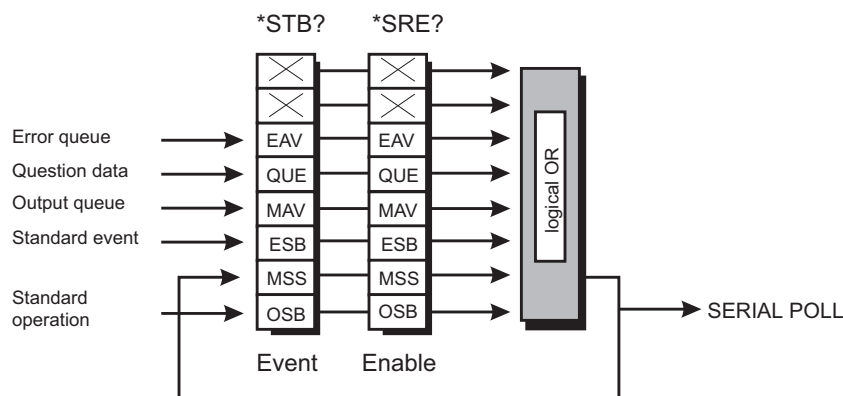 *STB? *SRE?
Error queue EAV EAV
Question data QUE QUE
Output queue MAV MAV
Standard event ESB ESB
MSS MSS
Standard
operation OSB OSB
logical OR
SERIAL POLL
Event Enable